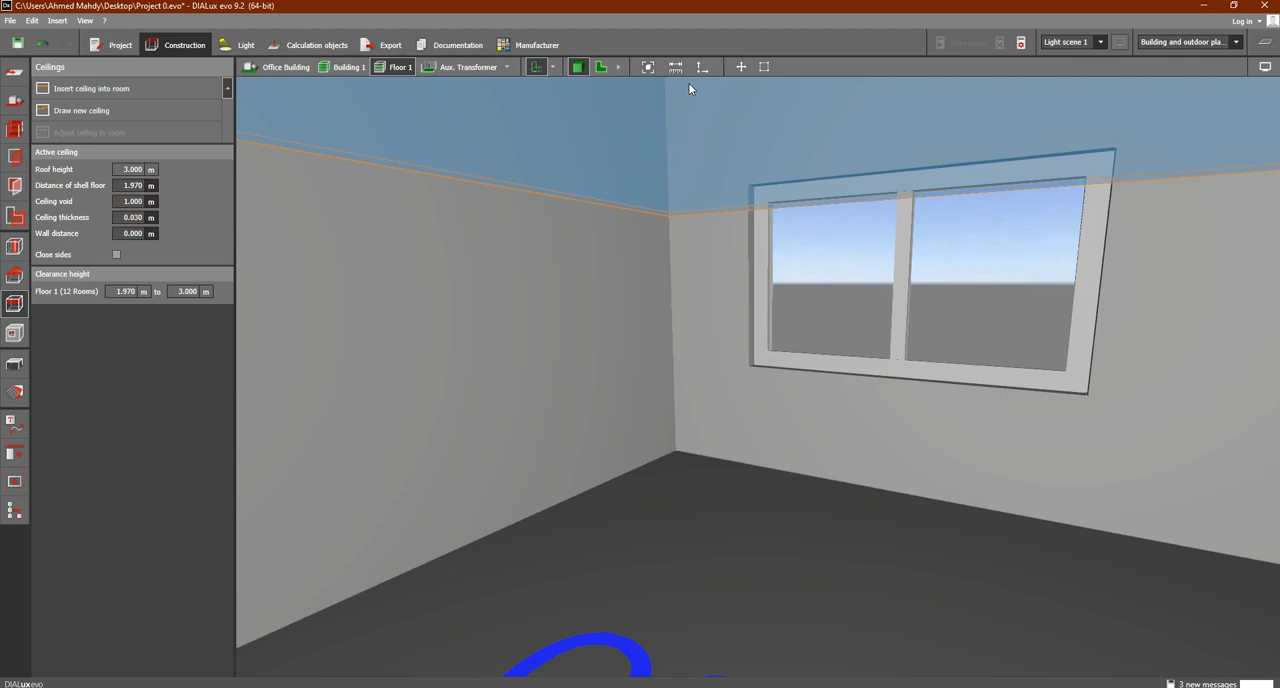 Dx C:\Users\Ahmed Mahdy\Desktop\Project 0.evo* - DIALux evo 9.2 (64-bit)
File Edit Insert View ? Log in
Project Construction Light Calculation objects Export Documentation Manufacturer Light scene 1 Building and outdoor pla...
Ceilings Office Building Building 1 Floor 1 Aux. Transformer
Insert ceiling into room
Draw new ceiling
Adjust ceiling to room
Active ceiling
Roof height 3.000 m
Distance of shell floor 1.970 m
Ceiling void 1.000 m
Ceiling thickness 0.030 m
Wall distance 0.000 m
Close sides
Clearance height
Floor 1 (12 Rooms) 1.970 m to 3.000 m
DIALux evo 3 new messages